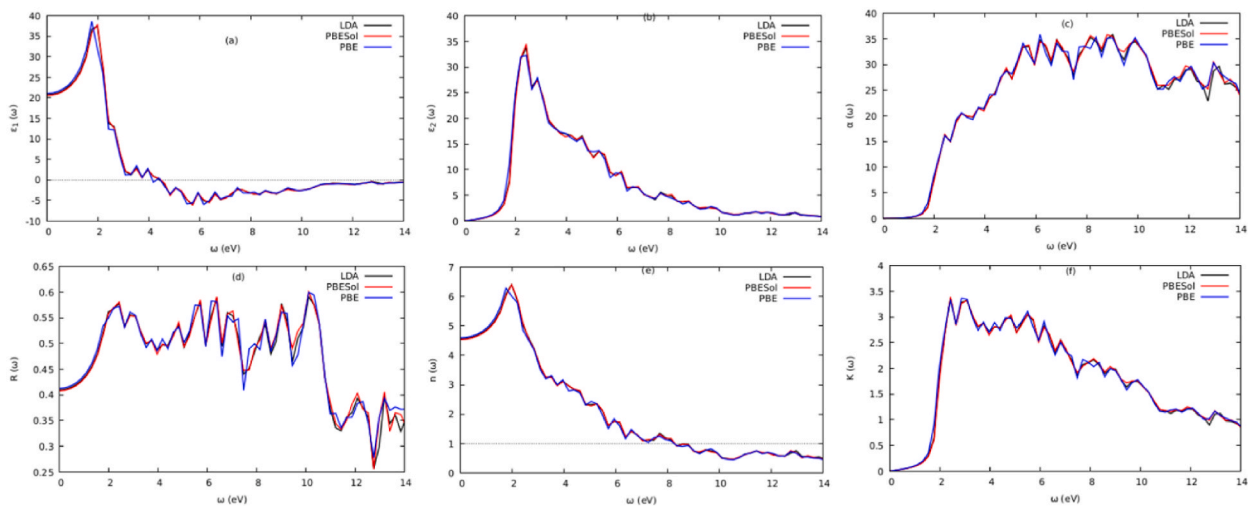 (a)
LDA
PBESol
PBE
ε₁ (ω)
40
35
30
25
20
15
10
5
0
-5
-10
0 2 4 6 8 10 12 14
ω (eV)
(b)
LDA
PBESol
PBE
ε₂ (ω)
40
35
30
25
20
15
10
5
0
0 2 4 6 8 10 12 14
ω (eV)
(c)
LDA
PBESol
PBE
α (ω)
40
35
30
25
20
15
10
5
0
0 2 4 6 8 10 12 14
ω (eV)
(d)
LDA
PBESol
PBE
R (ω)
0.65
0.6
0.55
0.5
0.45
0.4
0.35
0.3
0.25
0 2 4 6 8 10 12 14
ω (eV)
(e)
LDA
PBESol
PBE
n (ω)
7
6
5
4
3
2
1
0
0 2 4 6 8 10 12 14
ω (eV)
(f)
LDA
PBESol
PBE
K (ω)
4
3.5
3
2.5
2
1.5
1
0.5
0
0 2 4 6 8 10 12 14
ω (eV)